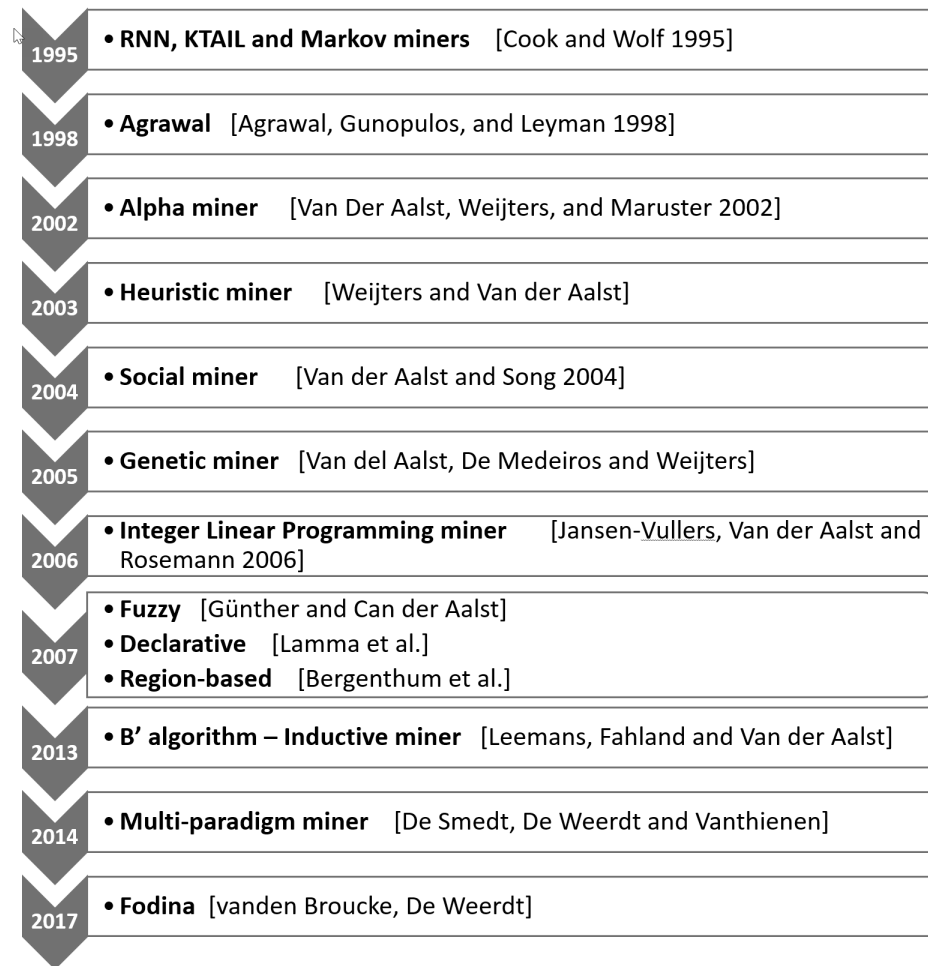 1995
• RNN, KTAIL and Markov miners [Cook and Wolf 1995]
1998
• Agrawal [Agrawal, Gunopulos, and Leyman 1998]
2002
• Alpha miner [Van Der Aalst, Weijters, and Maruster 2002]
2003
• Heuristic miner [Weijters and Van der Aalst]
2004
• Social miner [Van der Aalst and Song 2004]
2005
• Genetic miner [Van del Aalst, De Medeiros and Weijters]
2006
• Integer Linear Programming miner [Jansen-Vullers, Van der Aalst and
Rosemann 2006]
2007
• Fuzzy [Günther and Can der Aalst]
• Declarative [Lamma et al.]
• Region-based [Bergenthum et al.]
2013
• B’ algorithm – Inductive miner [Leemans, Fahland and Van der Aalst]
2014
• Multi-paradigm miner [De Smedt, De Weerdt and Vanthienen]
2017
• Fodina [vanden Broucke, De Weerdt]